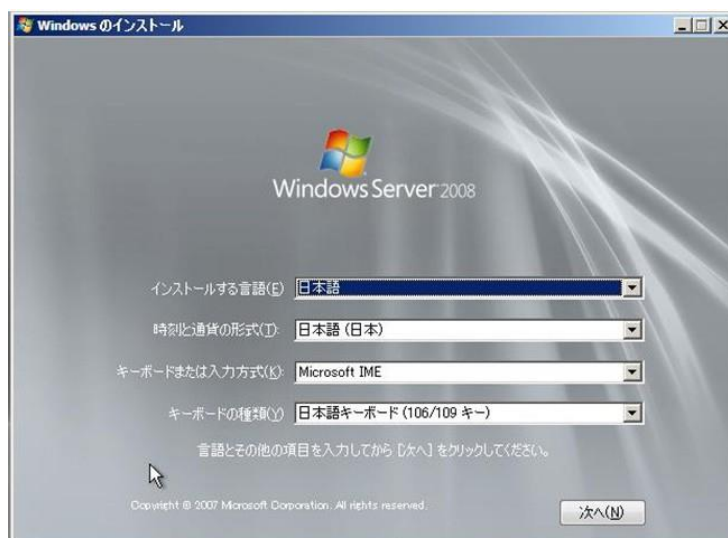 Windows のインストール
Windows Server 2008
インストールする言語(E) 日本語
時刻と通貨の形式(T): 日本語 (日本)
キーボードまたは入力方式(K): Microsoft IME
キーボードの種類(Y) 日本語キーボード (106/109 キー)
言語とその他の項目を入力してから [次へ] をクリックしてください。
Copyright © 2007 Microsoft Corporation. All rights reserved.
次へ(N)